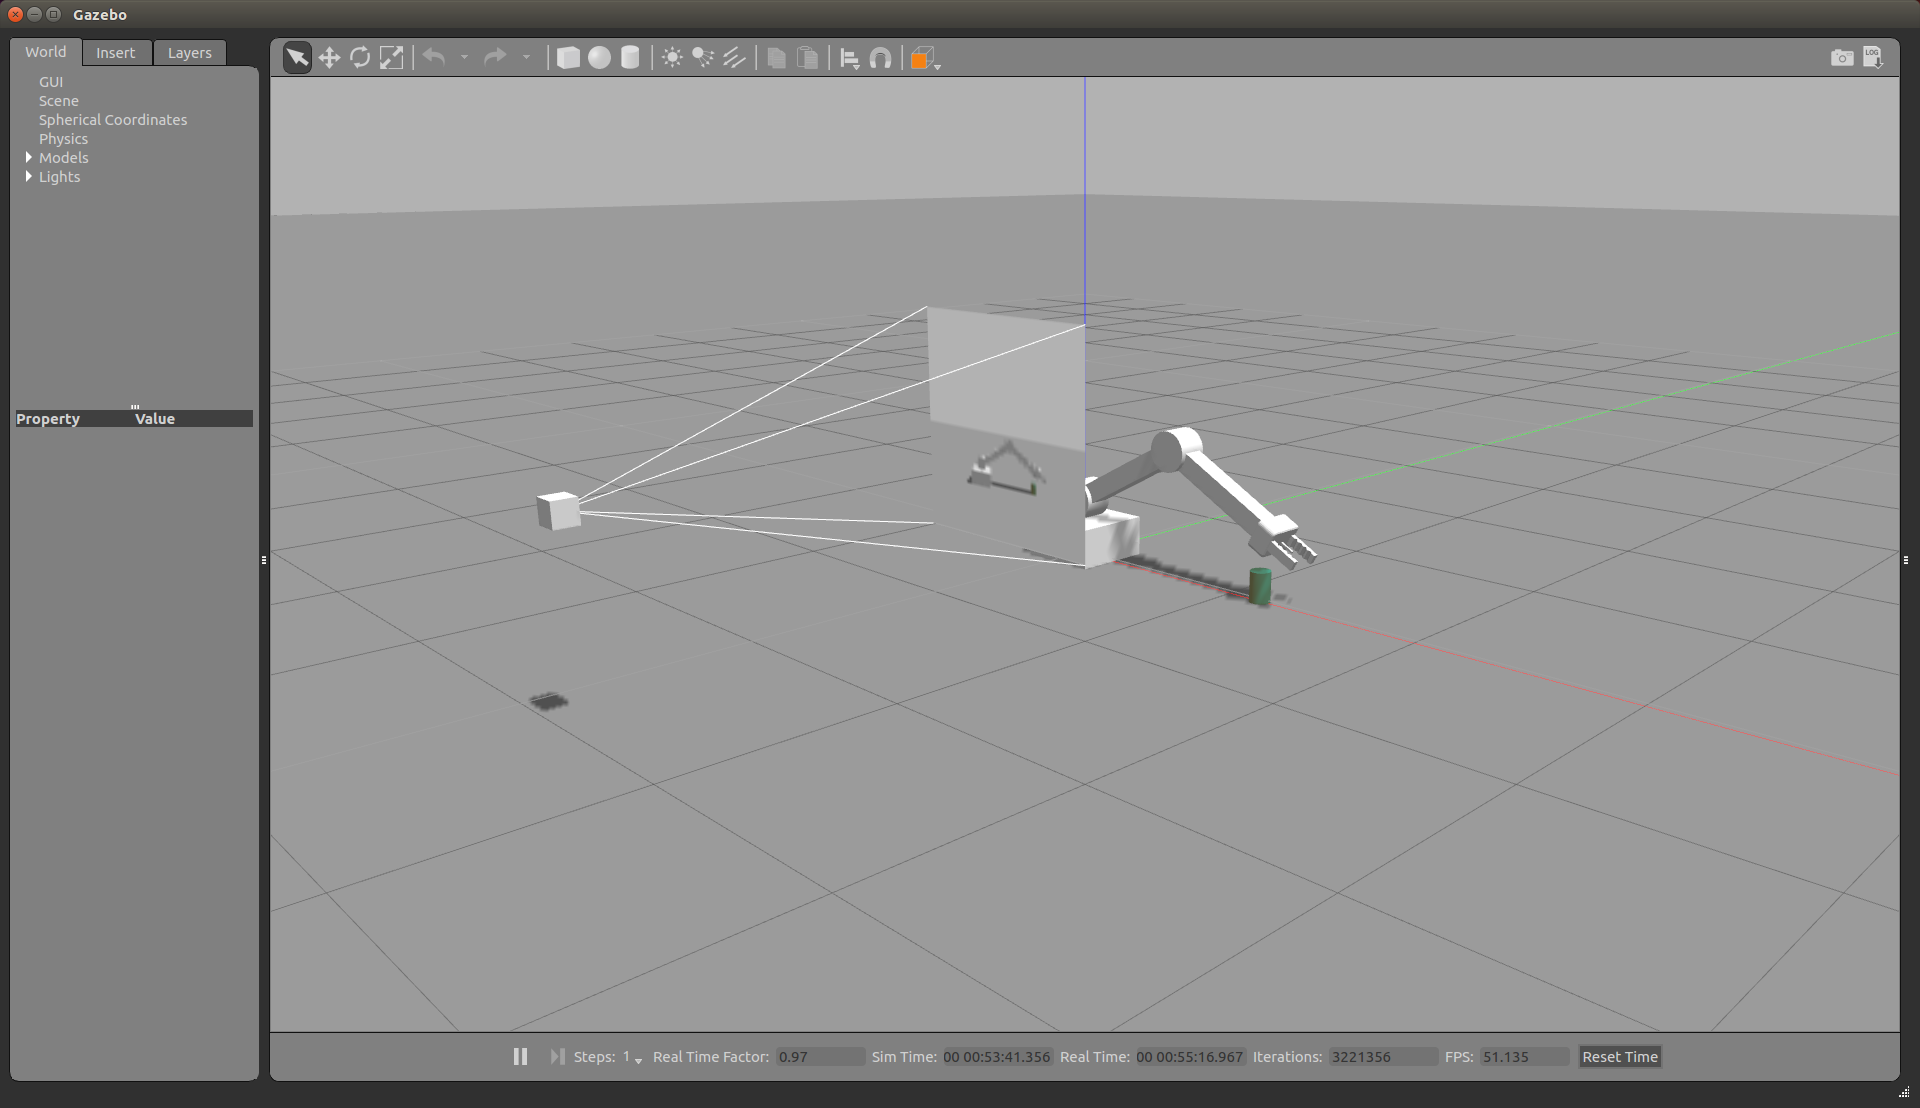 Gazebo
World Insert Layers
GUI
Scene
Spherical Coordinates
Physics
Models
Lights
Property Value
LOG
Steps: 1 Real Time Factor: 0.97 Sim Time: 00 00:53:41.356 Real Time: 00 00:55:16.967 Iterations: 3221356 FPS: 51.135 Reset Time